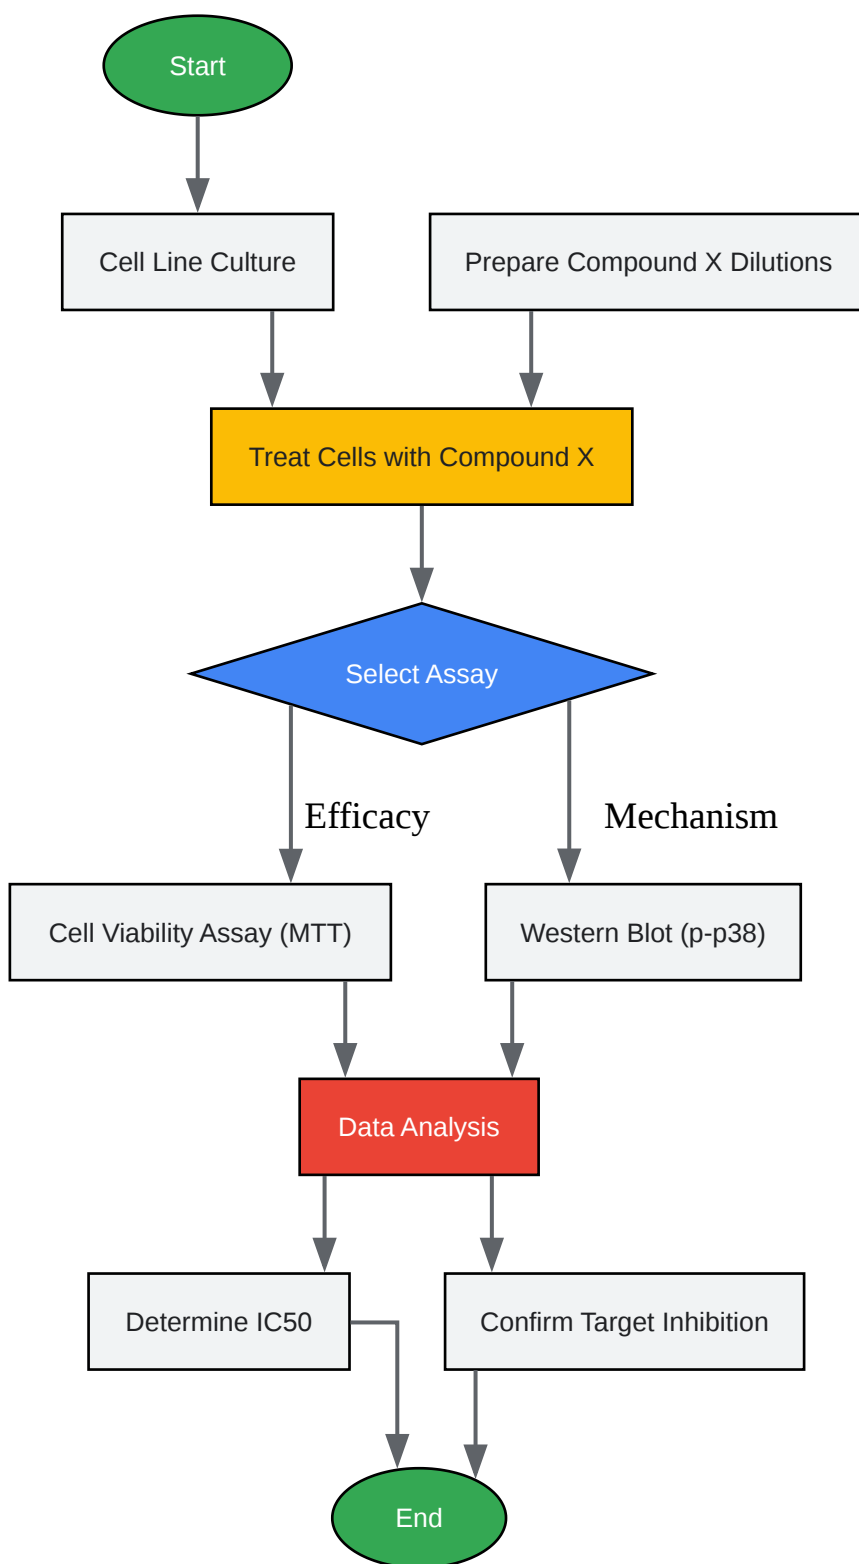 Start
Cell Line Culture
Prepare Compound X Dilutions
Treat Cells with Compound X
Select Assay
Efficacy
Mechanism
Cell Viability Assay (MTT)
Western Blot (p-p38)
Data Analysis
Determine IC50
Confirm Target Inhibition
End